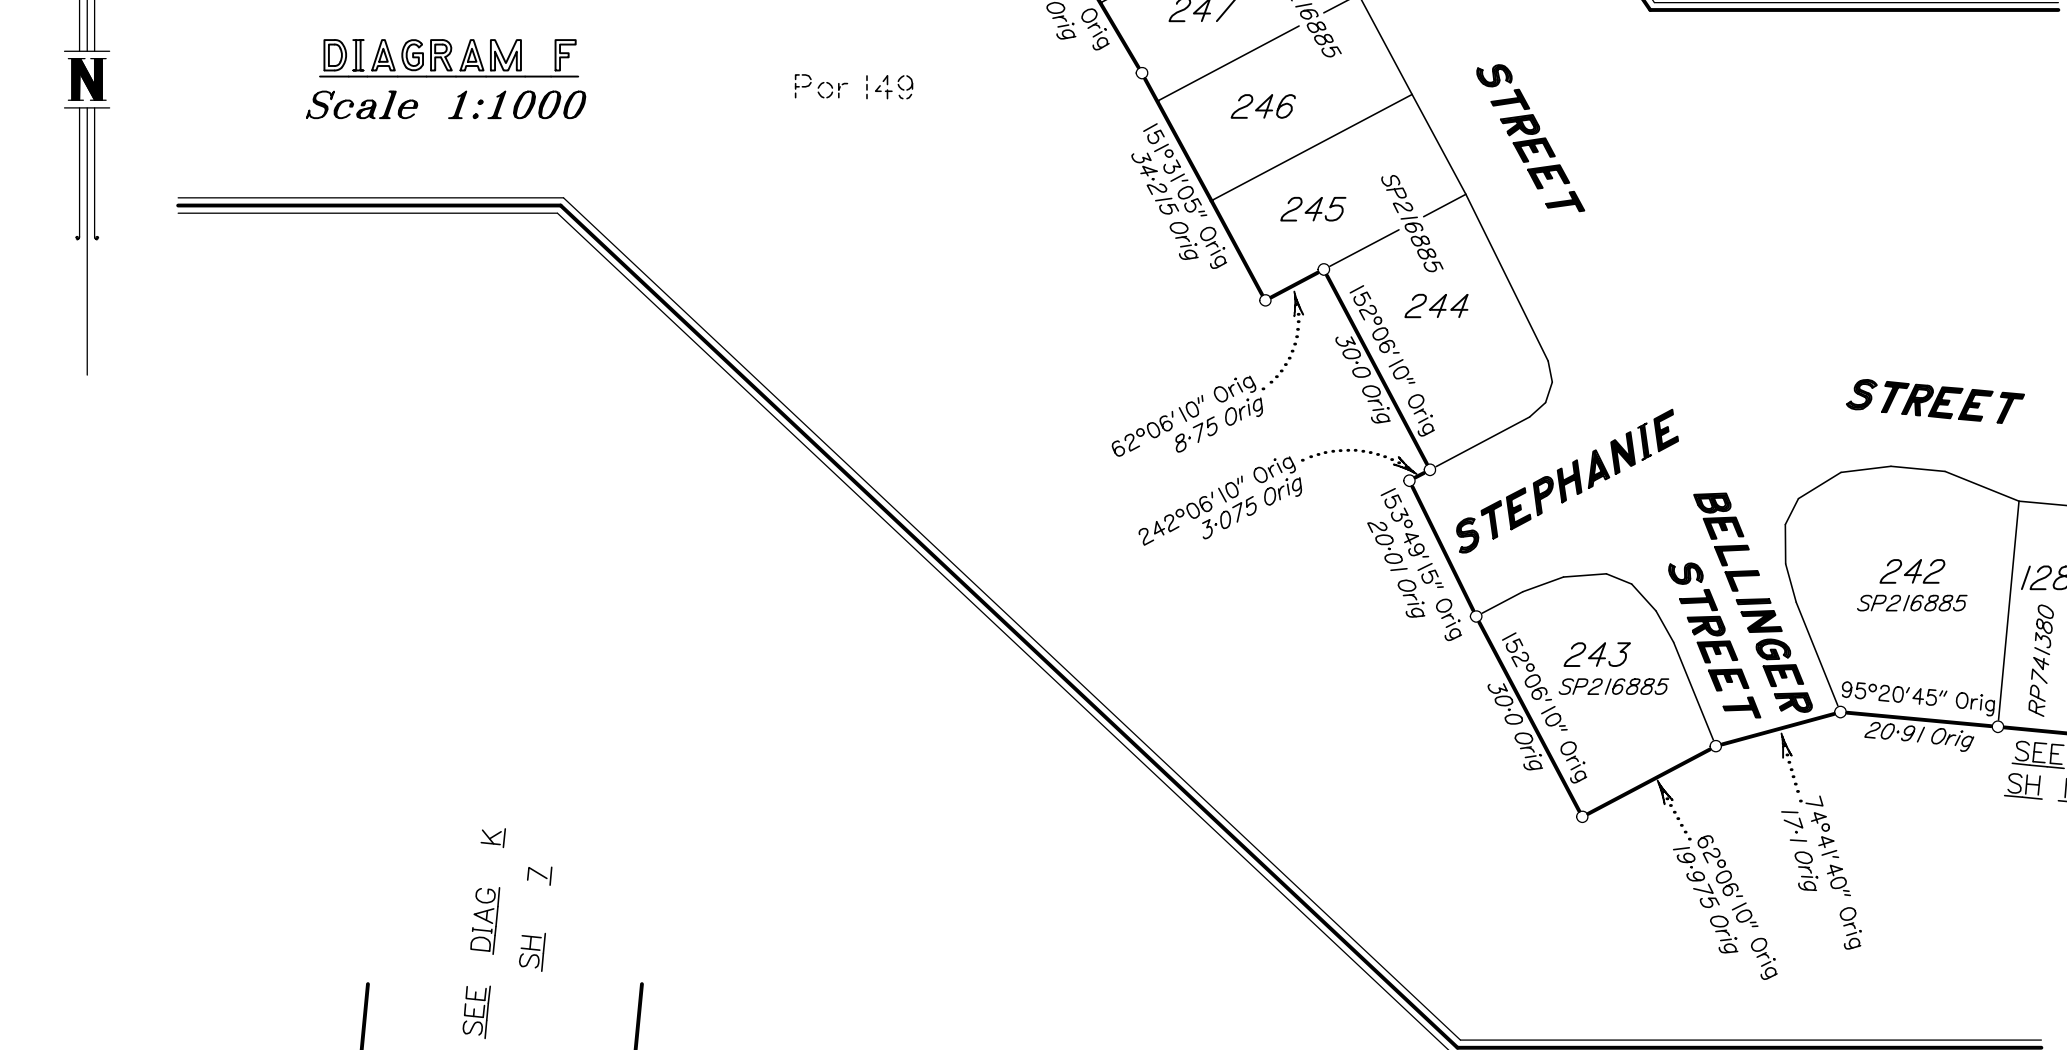 N
DIAGRAM F
Scale 1:1000
Por 149
Orig
Orig
247
246
STREET
151°31'05" Orig
34·215 Orig
245
SP216885
244
152°06'10" Orig
30·0 Orig
62°06'10" Orig
8·75 Orig
242°06'10" Orig
3·075 Orig
STEPHANIE
STREET
153°49'15" Orig
20·01 Orig
BELLINGER
STREET
242
SP216885
128
RP741380
243
SP216885
152°06'10" Orig
30·0 Orig
95°20'45" Orig
20·91 Orig
SEE
SH
74°41'40" Orig
17·1 Orig
62°06'10" Orig
19·975 Orig
SEE DIAG K
SH 7